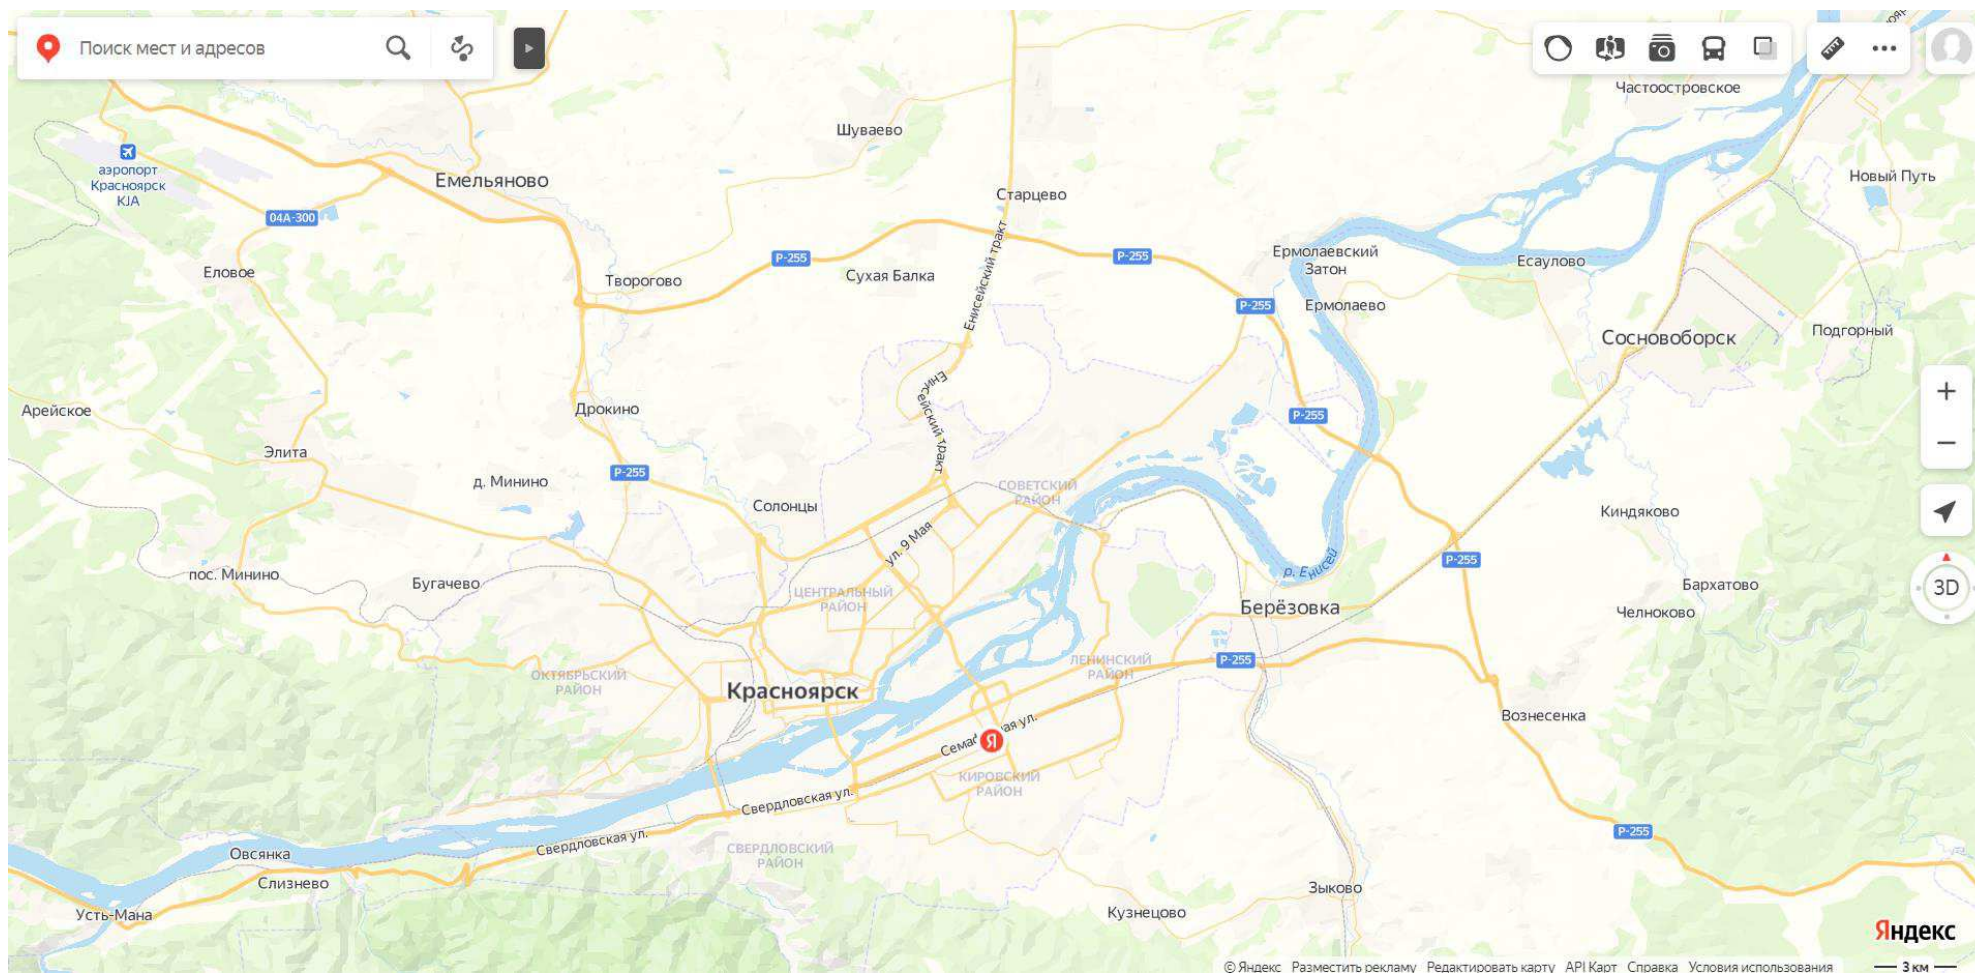 Поиск мест и адресов
Частоостровское
Шуваево
аэропорт
Красноярск
KJA
Емельяново
Новый Путь
Старцево
04А-300
Енисейский тракт
Р-255
Р-255
Ермолаевский
Затон
Есаулово
Еловое
Творогово
Сухая Балка
Р-255
Ермолаево
Подгорный
Сосновоборск
Енисейский тракт
Арейское
Дрокино
Р-255
Элита
Р-255
д. Минино
СОВЕТСКИЙ
РАЙОН
Солонцы
Киндяково
ул. 9 Мая
Р-255
р. Енисей
пос. Минино
Бугачево
ЦЕНТРАЛЬНЫЙ
РАЙОН
Бархатово
3D
Берёзовка
Челноково
ОКТЯБРЬСКИЙ
РАЙОН
ЛЕНИНСКИЙ
РАЙОН
Р-255
Красноярск
Вознесенка
Я
КИРОВСКИЙ
РАЙОН
Свердловская ул.
Свердловская ул.
Р-255
СВЕРДЛОВСКИЙ
РАЙОН
Овсянка
Слизнево
Зыково
Усть-Мана
Кузнецово
Яндекс
© Яндекс Разместить рекламу Редактировать карту API Карт Справка Условия использования 3 км